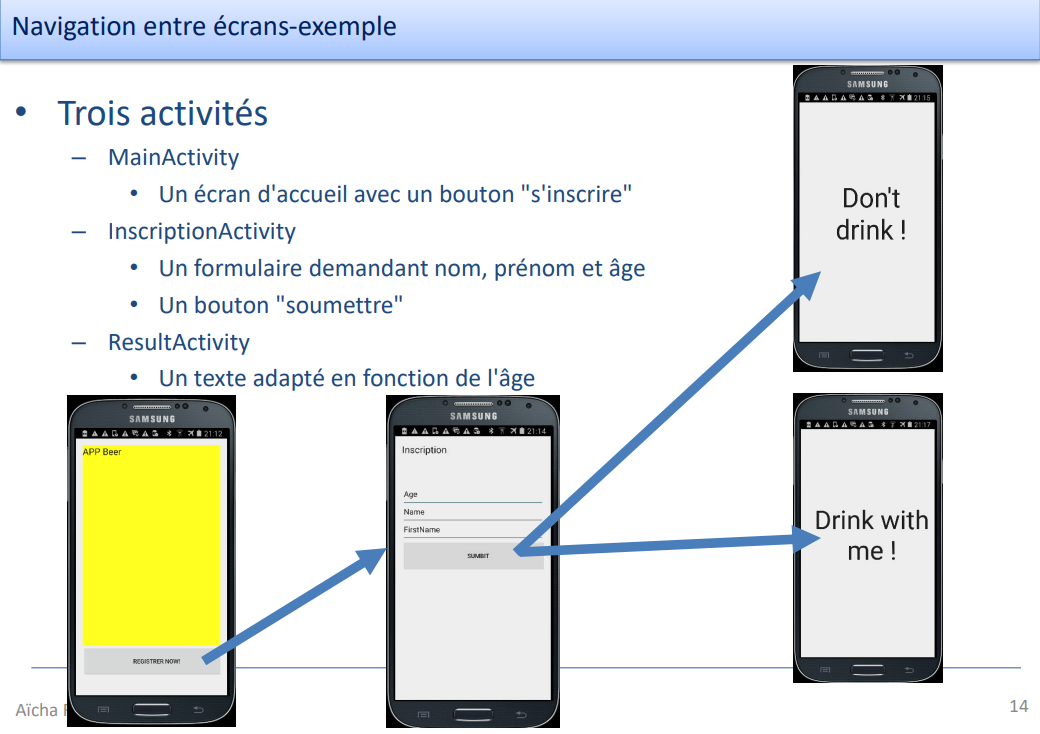 Navigation entre écrans-exemple
• Trois activités
– MainActivity
• Un écran d'accueil avec un bouton "s'inscrire"
– InscriptionActivity
• Un formulaire demandant nom, prénom et âge
• Un bouton "soumettre"
– ResultActivity
• Un texte adapté en fonction de l'âge
SAMSUNG
21:15
Don't
drink !
SAMSUNG
21:12
APP Beer
REGISTRER NOW!
SAMSUNG
21:14
Inscription
Age
Name
FirstName
SUMBIT
SAMSUNG
21:17
Drink with
me !
Aïcha
14